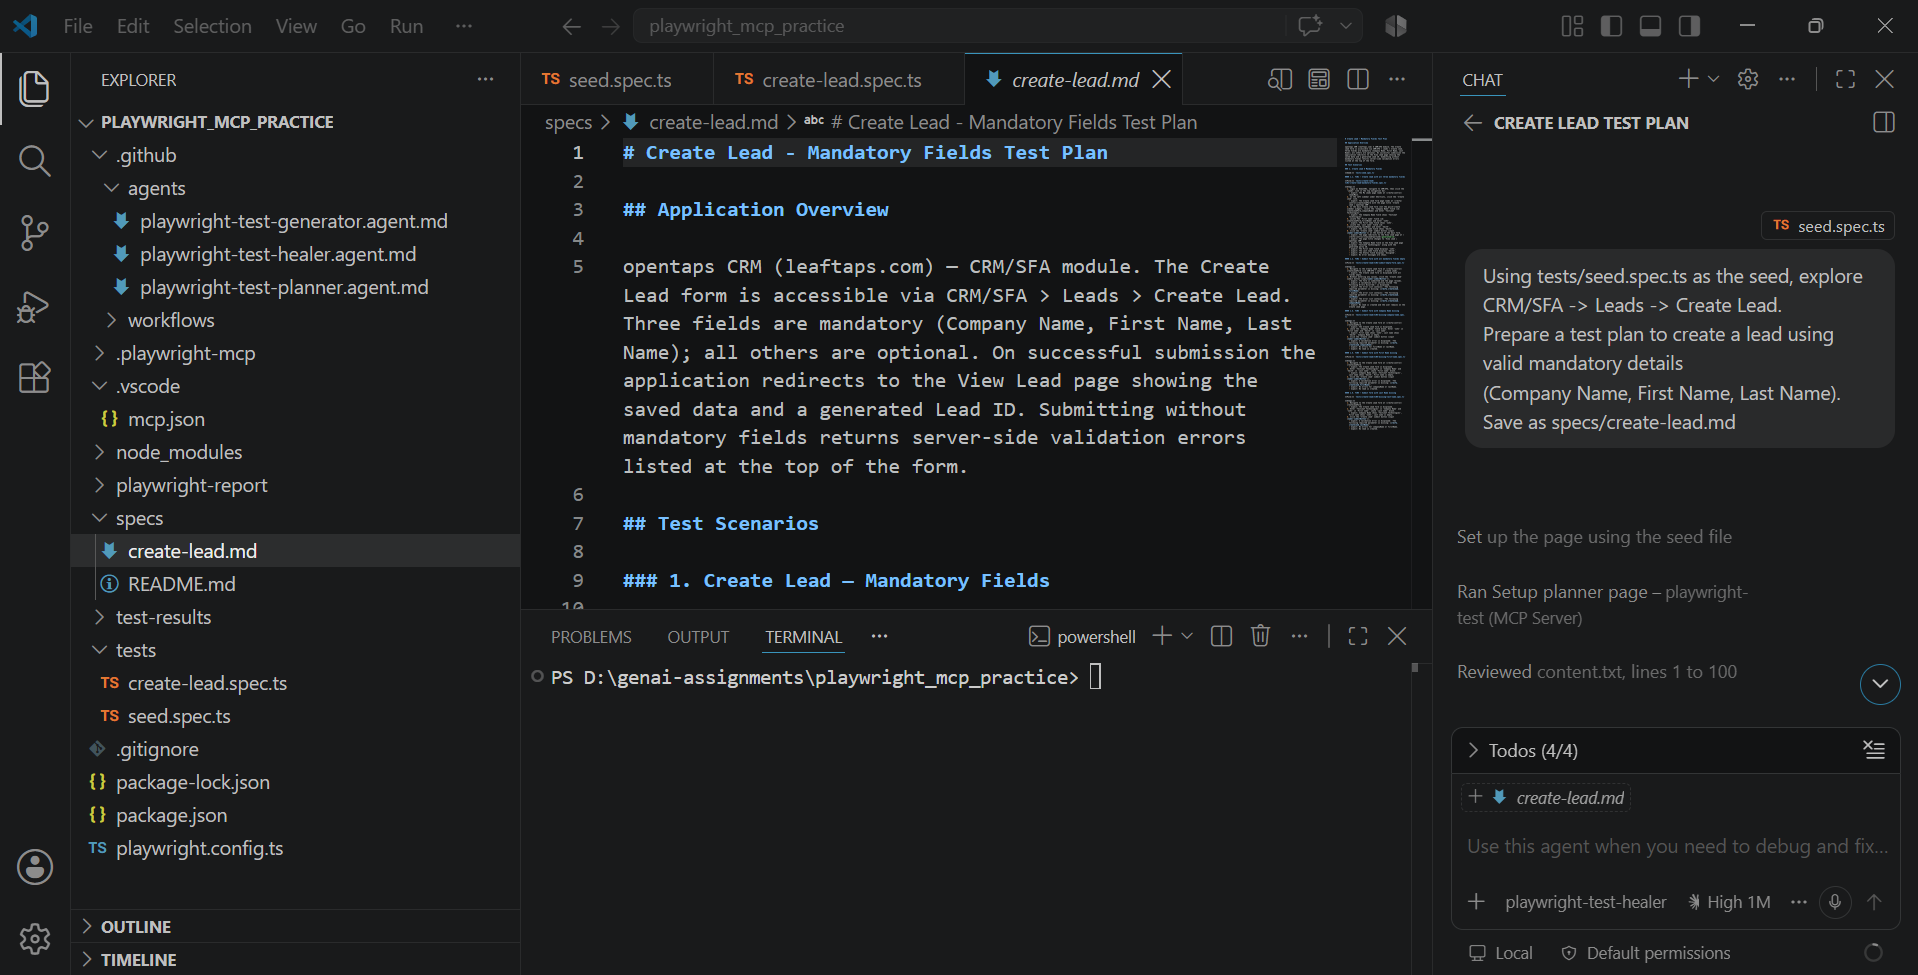 File Edit Selection View Go Run ···
playwright_mcp_practice
EXPLORER ···
PLAYWRIGHT_MCP_PRACTICE
.github
agents
playwright-test-generator.agent.md
playwright-test-healer.agent.md
playwright-test-planner.agent.md
workflows
.playwright-mcp
.vscode
{} mcp.json
node_modules
playwright-report
specs
create-lead.md
README.md
test-results
tests
TS create-lead.spec.ts
TS seed.spec.ts
.gitignore
{} package-lock.json
{} package.json
TS playwright.config.ts
OUTLINE
TIMELINE
TS seed.spec.ts
TS create-lead.spec.ts
create-lead.md
specs > create-lead.md > abc # Create Lead - Mandatory Fields Test Plan
1 # Create Lead - Mandatory Fields Test Plan
2
3 ## Application Overview
4
5 opentaps CRM (leaftaps.com) — CRM/SFA module. The Create
Lead form is accessible via CRM/SFA > Leads > Create Lead.
Three fields are mandatory (Company Name, First Name, Last
Name); all others are optional. On successful submission the
application redirects to the View Lead page showing the
saved data and a generated Lead ID. Submitting without
mandatory fields returns server-side validation errors
listed at the top of the form.
6
7 ## Test Scenarios
8
9 ### 1. Create Lead — Mandatory Fields
10
PROBLEMS OUTPUT TERMINAL ··· powershell
PS D:\genai-assignments\playwright_mcp_practice>
CHAT
CREATE LEAD TEST PLAN
TS seed.spec.ts
Using tests/seed.spec.ts as the seed, explore
CRM/SFA -> Leads -> Create Lead.
Prepare a test plan to create a lead using
valid mandatory details
(Company Name, First Name, Last Name).
Save as specs/create-lead.md
Set up the page using the seed file
Ran Setup planner page – playwright-
test (MCP Server)
Reviewed content.txt, lines 1 to 100
Todos (4/4)
create-lead.md
Use this agent when you need to debug and fix...
playwright-test-healer High 1M ···
Local Default permissions